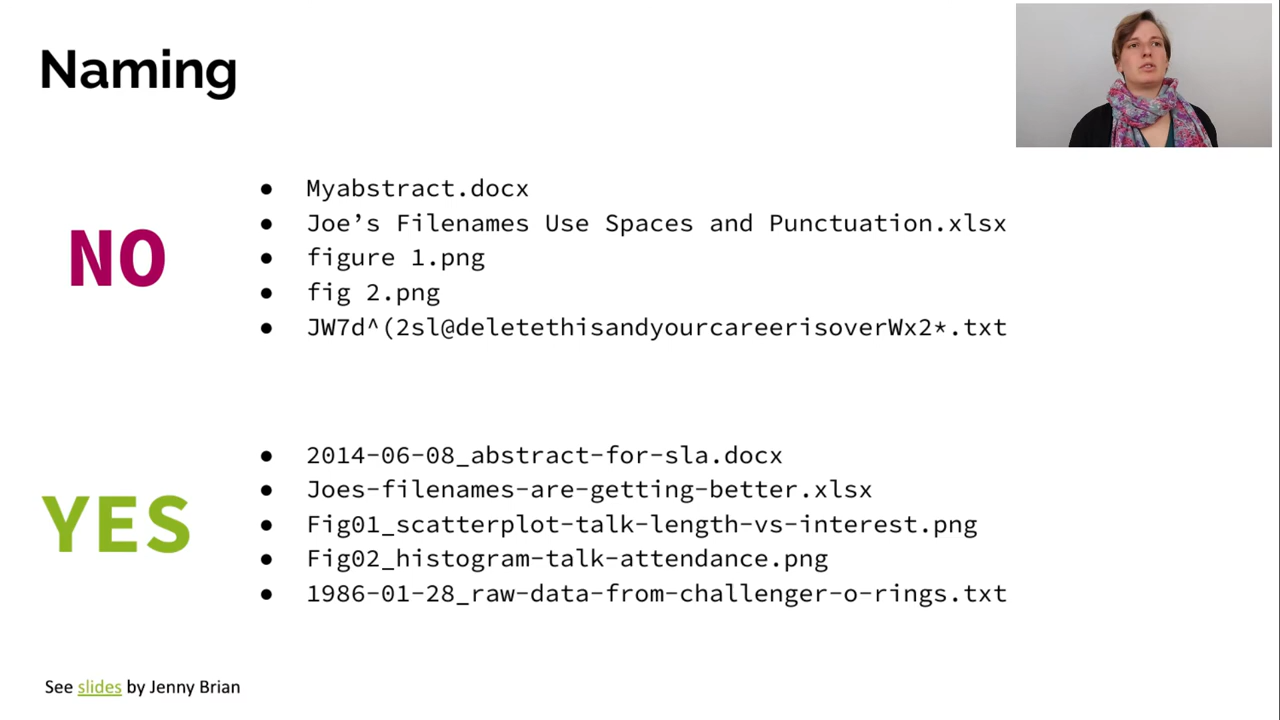 Naming
NO
● Myabstract.docx
● Joe’s Filenames Use Spaces and Punctuation.xlsx
● figure 1.png
● fig 2.png
● JW7d^(2sl@deletethisandyourcareerisoverWx2*.txt
YES
● 2014-06-08_abstract-for-sla.docx
● Joes-filenames-are-getting-better.xlsx
● Fig01_scatterplot-talk-length-vs-interest.png
● Fig02_histogram-talk-attendance.png
● 1986-01-28_raw-data-from-challenger-o-rings.txt
See slides by Jenny Brian